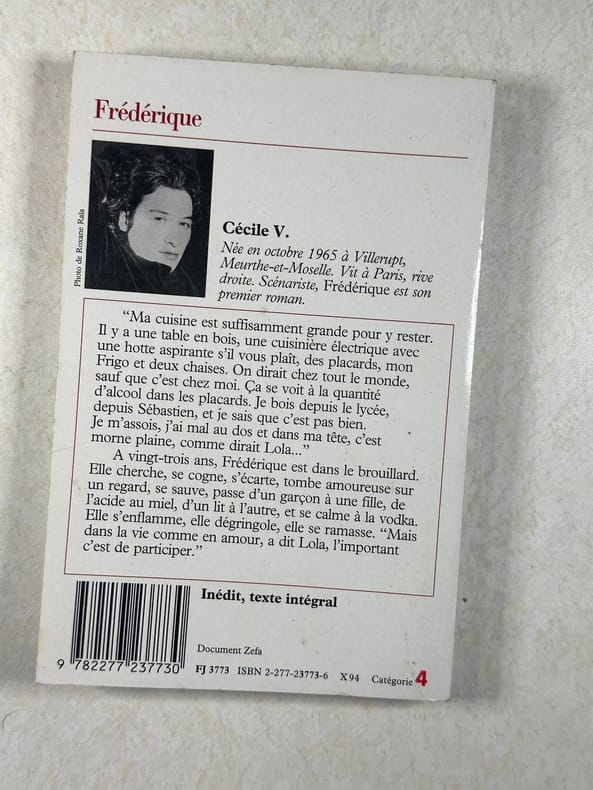 Frédérique
Photo de Roxane Rala
Cécile V.
Née en octobre 1965 à Villerupt,
Meurthe-et-Moselle. Vit à Paris, rive
droite. Scénariste, Frédérique est son
premier roman.
“Ma cuisine est suffisamment grande pour y rester.
Il y a une table en bois, une cuisinière électrique avec
une hotte aspirante s’il vous plaît, des placards, mon
Frigo et deux chaises. On dirait chez tout le monde,
sauf que c’est chez moi. Ça se voit à la quantité
d’alcool dans les placards. Je bois depuis le lycée,
depuis Sébastien, et je sais que c’est pas bien.
Je m’assois, j’ai mal au dos et dans ma tête, c’est
morne plaine, comme dirait Lola...”
A vingt-trois ans, Frédérique est dans le brouillard.
Elle cherche, se cogne, s’écarte, tombe amoureuse sur
un regard, se sauve, passe d’un garçon à une fille, de
l’acide au miel, d’un lit à l’autre, et se calme à la vodka.
Elle s’enflamme, elle dégringole, elle se ramasse. “Mais
dans la vie comme en amour, a dit Lola, l’important
c’est de participer.”
Inédit, texte intégral
Document Zefa
9 782277 237730
FJ 3773 ISBN 2-277-23773-6 X 94 Catégorie 4